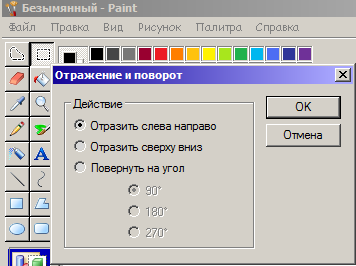 Безымянный - Paint
Файл Правка Вид Рисунок Палитра Справка
Отражение и поворот
Действие
Отразить слева направо
Отразить сверху вниз
Повернуть на угол
90°
180°
270°
OK
Отмена
A